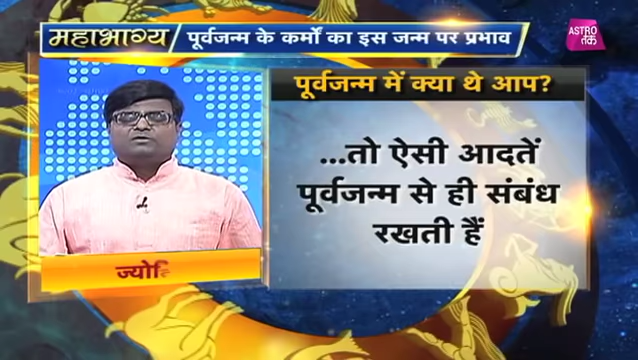 महाभाग्य
पूर्वजन्म के कर्मों का इस जन्म पर प्रभाव
ASTRO
तक
पूर्वजन्म में क्या थे आप?
...तो ऐसी आदतें
पूर्वजन्म से ही संबंध
रखती हैं